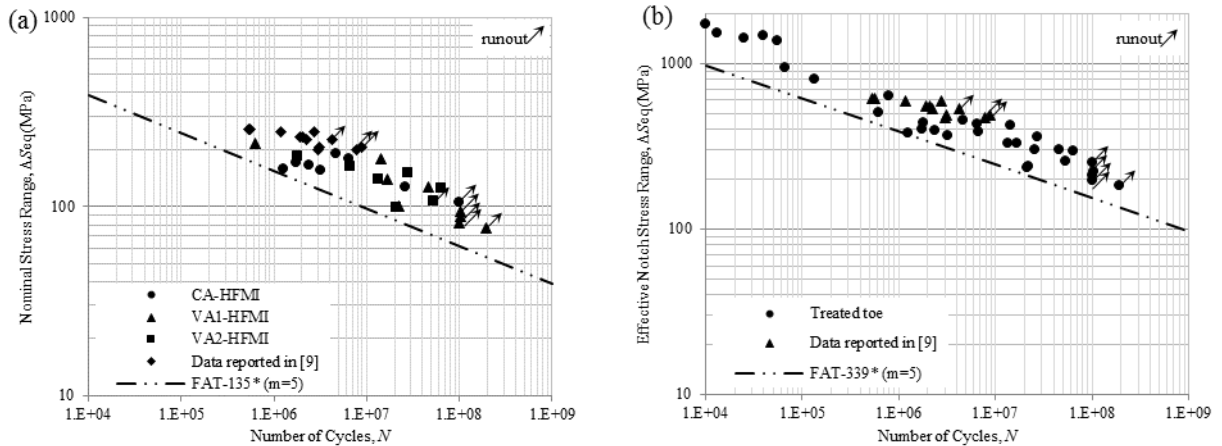 (a)
1000
100
10
Nominal Stress Range, ΔSeq(MPa)
runout
CA-HFMI
VA1-HFMI
VA2-HFMI
Data reported in [9]
FAT-135* (m=5)
1.E+04 1.E+05 1.E+06 1.E+07 1.E+08 1.E+09
Number of Cycles, N
(b)
1000
100
10
Effective Notch Stress Range, ΔSeq(MPa)
runout
Treated toe
Data reported in [9]
FAT-339* (m=5)
1.E+04 1.E+05 1.E+06 1.E+07 1.E+08 1.E+09
Number of Cycles, N